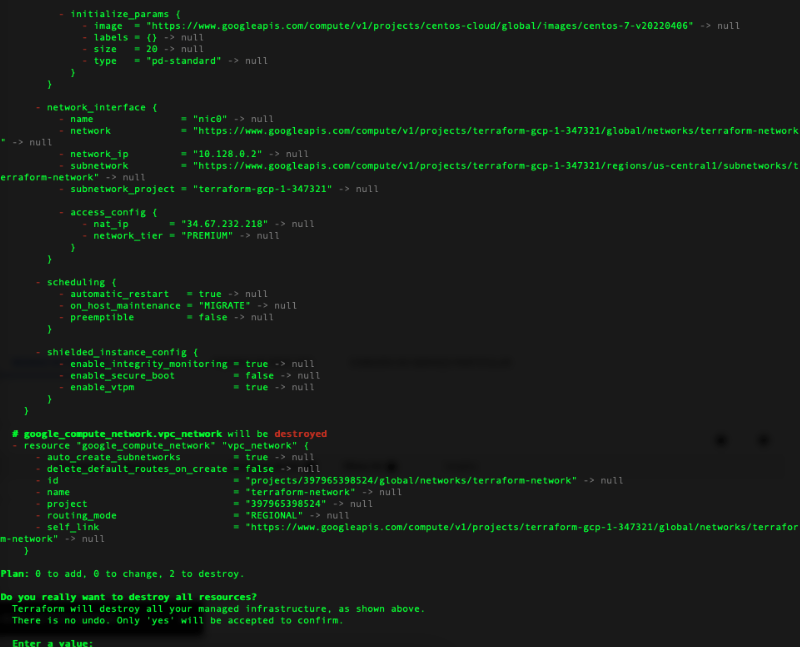 - initialize_params {
- image = "https://www.googleapis.com/compute/v1/projects/centos-cloud/global/images/centos-7-v20220406" -> null
- labels = {} -> null
- size = 20 -> null
- type = "pd-standard" -> null
}
}
- network_interface {
- name = "nic0" -> null
- network = "https://www.googleapis.com/compute/v1/projects/terraform-gcp-1-347321/global/networks/terraform-network
" -> null
- network_ip = "10.128.0.2" -> null
- subnetwork = "https://www.googleapis.com/compute/v1/projects/terraform-gcp-1-347321/regions/us-central1/subnetworks/t
erraform-network" -> null
- subnetwork_project = "terraform-gcp-1-347321" -> null
- access_config {
- nat_ip = "34.67.232.218" -> null
- network_tier = "PREMIUM" -> null
}
}
- scheduling {
- automatic_restart = true -> null
- on_host_maintenance = "MIGRATE" -> null
- preemptible = false -> null
}
- shielded_instance_config {
- enable_integrity_monitoring = true -> null
- enable_secure_boot = false -> null
- enable_vtpm = true -> null
}
}
# google_compute_network.vpc_network will be destroyed
- resource "google_compute_network" "vpc_network" {
- auto_create_subnetworks = true -> null
- delete_default_routes_on_create = false -> null
- id = "projects/397965398524/global/networks/terraform-network" -> null
- name = "terraform-network" -> null
- project = "397965398524" -> null
- routing_mode = "REGIONAL" -> null
- self_link = "https://www.googleapis.com/compute/v1/projects/terraform-gcp-1-347321/global/networks/terrafor
m-network" -> null
}
Plan: 0 to add, 0 to change, 2 to destroy.
Do you really want to destroy all resources?
Terraform will destroy all your managed infrastructure, as shown above.
There is no undo. Only 'yes' will be accepted to confirm.
Enter a value: